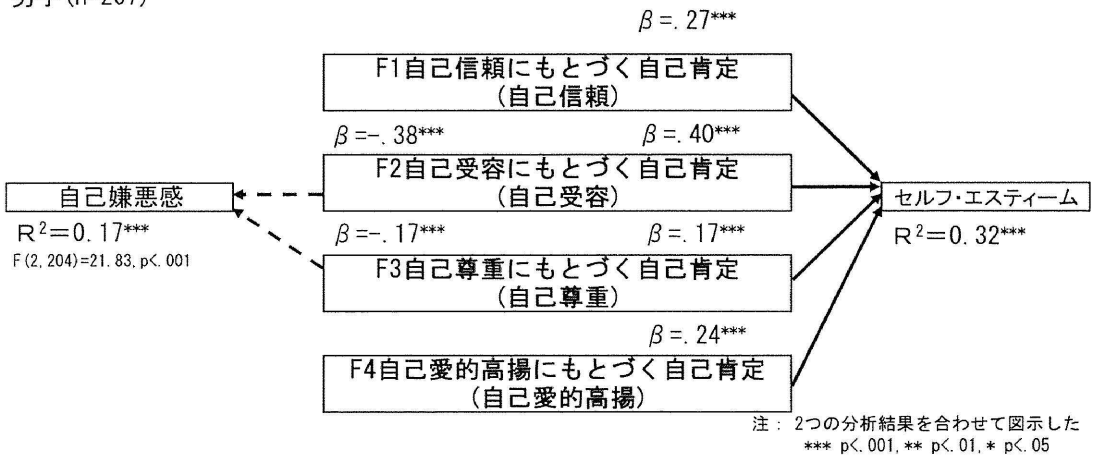 β=.27***
F1自己信頼にもとづく自己肯定
(自己信頼)
β=-.38***
β=.40***
F2自己受容にもとづく自己肯定
(自己受容)
自己嫌悪感
セルフ・エスティーム
R²=0.17***
β=-.17***
β=.17***
R²=0.32***
F(2,204)=21.83,p<.001
F3自己尊重にもとづく自己肯定
(自己尊重)
β=.24***
F4自己愛的高揚にもとづく自己肯定
(自己愛的高揚)
注: 2つの分析結果を合わせて図示した
*** p<.001,** p<.01,* p<.05